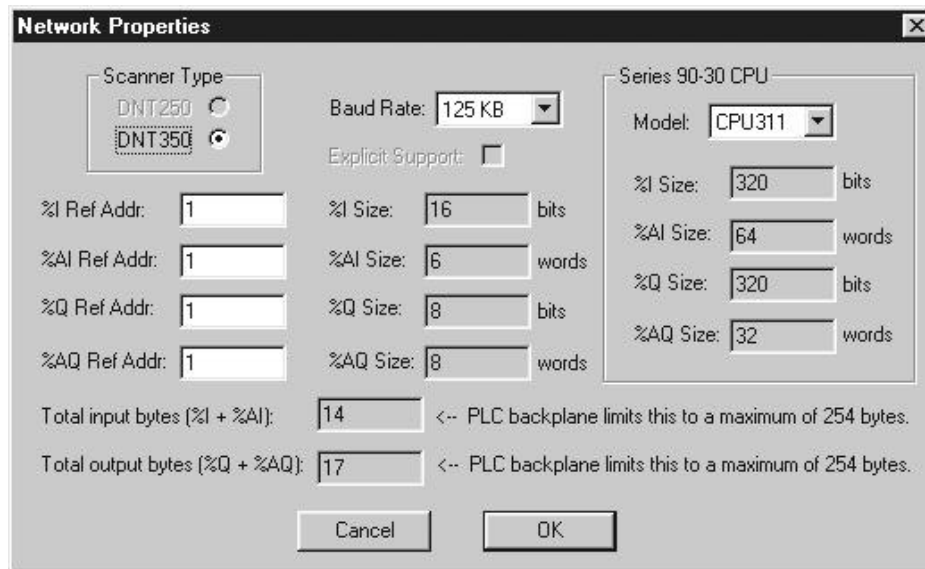 Network Properties
Scanner Type
DNT250
DNT350
Baud Rate: 125 KB
Explicit Support:
Series 90-30 CPU
Model: CPU311
%I Size: 320 bits
%AI Size: 64 words
%Q Size: 320 bits
%AQ Size: 32 words
%I Ref Addr: 1 %I Size: 16 bits
%AI Ref Addr: 1 %AI Size: 6 words
%Q Ref Addr: 1 %Q Size: 8 bits
%AQ Ref Addr: 1 %AQ Size: 8 words
Total input bytes (%I + %AI): 14 <-- PLC backplane limits this to a maximum of 254 bytes.
Total output bytes (%Q + %AQ): 17 <-- PLC backplane limits this to a maximum of 254 bytes.
Cancel OK